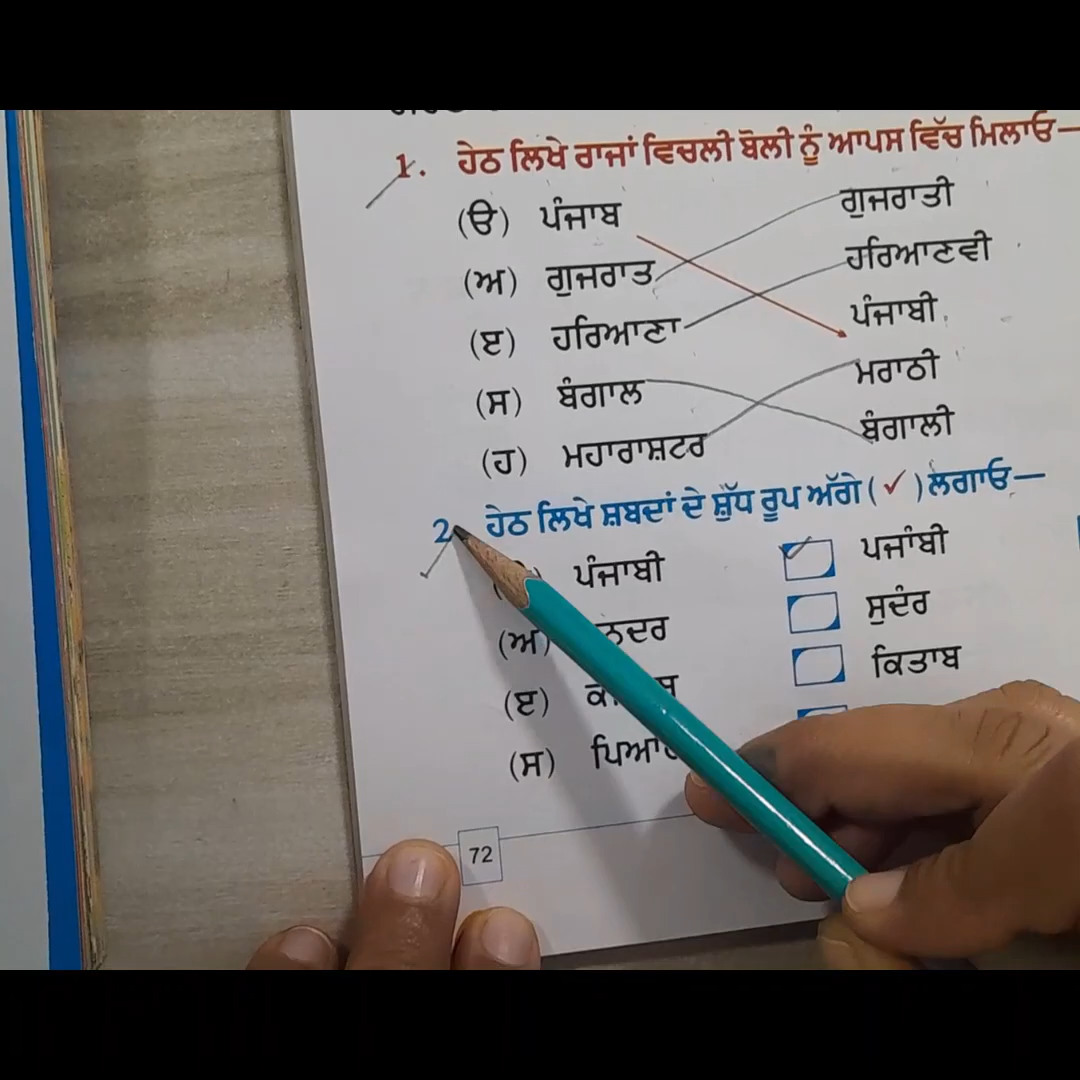 1. ਹੇਠ ਲਿਖੇ ਰਾਜਾਂ ਵਿਚਲੀ ਬੋਲੀ ਨੂੰ ਆਪਸ ਵਿੱਚ ਮਿਲਾਓ—
(ੳ) ਪੰਜਾਬ ਗੁਜਰਾਤੀ
(ਅ) ਗੁਜਰਾਤ ਹਰਿਆਣਵੀ
(ੲ) ਹਰਿਆਣਾ ਪੰਜਾਬੀ
(ਸ) ਬੰਗਾਲ ਮਰਾਠੀ
(ਹ) ਮਹਾਰਾਸ਼ਟਰ ਬੰਗਾਲੀ
2. ਹੇਠ ਲਿਖੇ ਸ਼ਬਦਾਂ ਦੇ ਸ਼ੁੱਧ ਰੂਪ ਅੱਗੇ (✓) ਲਗਾਓ—
ਪੰਜਾਬੀ ਪਜਾੰਬੀ
(ਅ) ਸੁਦੰਰ
(ੲ) ਕਿਤਾਬ
(ਸ)
72